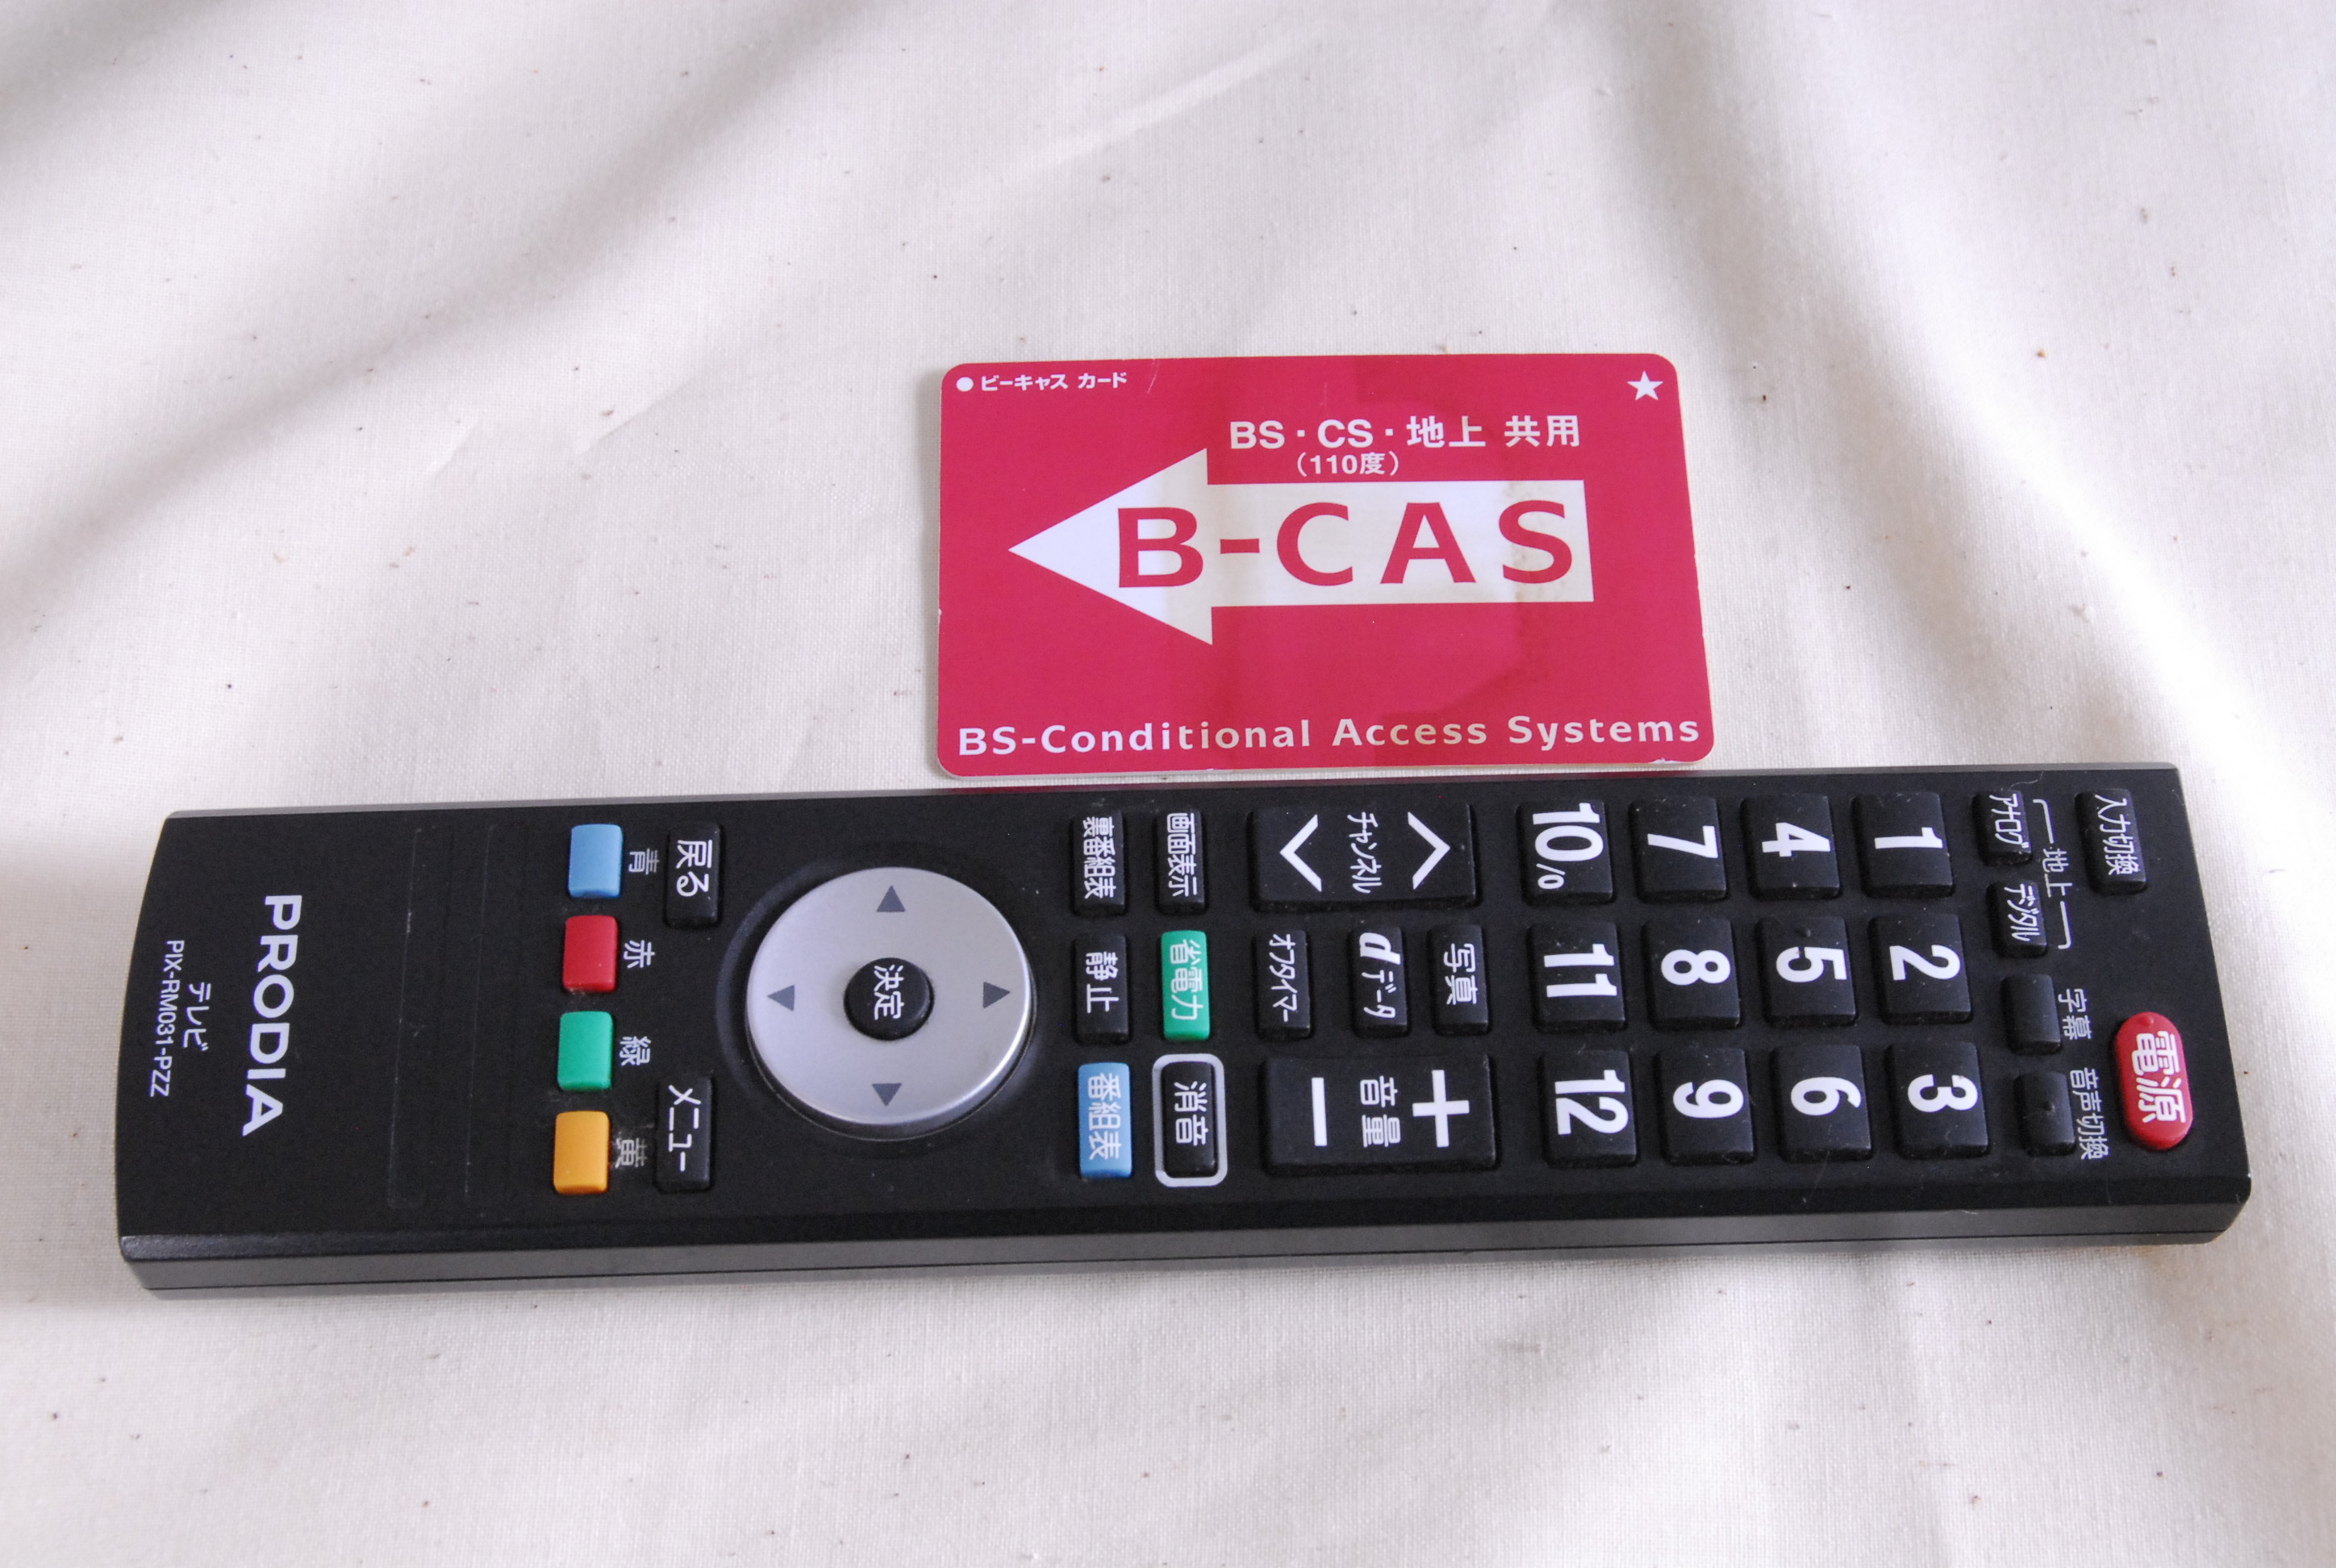 ●ビーキャス カード
★
BS・CS・地上 共用
（110度）
B-CAS
BS-Conditional Access Systems
電源
入力切換
地上
アナログ
デジタル
字幕
音声切換
1
2
3
4
5
6
7
8
9
10/0
11
12
チャンネル
写真
dデータ
オフタイマー
+
音量
−
画面表示
省電力
消音
裏番組表
静止
番組表
決定
戻る
メニュー
青
赤
緑
黄
PRODIA
テレビ
PIX-RM031-PZZ